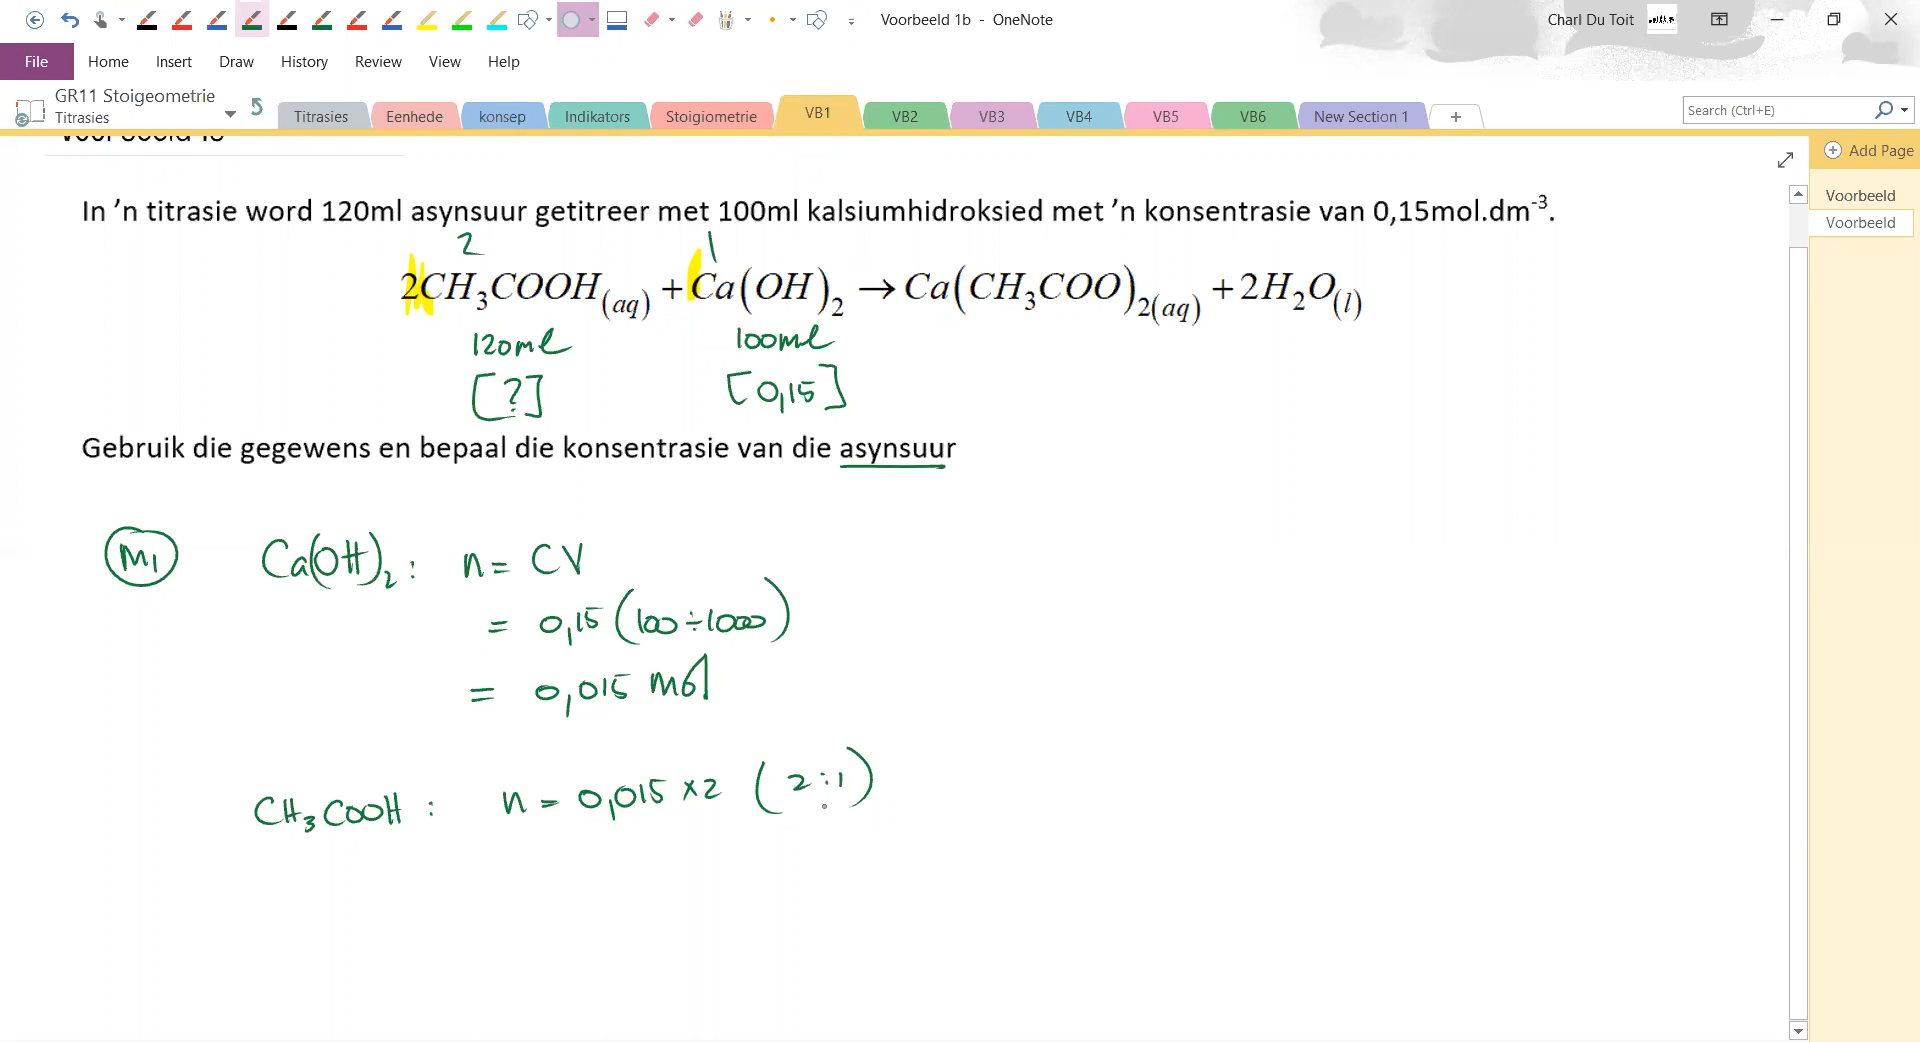 Voorbeeld 1b - OneNote
Charl Du Toit
File Home Insert Draw History Review View Help
GR11 Stoigeometrie
Titrasies
Titrasies Eenhede konsep Indikators Stoigiometrie VB1 VB2 VB3 VB4 VB5 VB6 New Section 1 +
Search (Ctrl+E)
Add Page
Voorbeeld
Voorbeeld
In 'n titrasie word 120ml asynsuur getitreer met 100ml kalsiumhidroksied met 'n konsentrasie van 0,15mol.dm⁻³.
2 1
2CH₃COOH(aq) + Ca(OH)₂ → Ca(CH₃COO)₂(aq) + 2H₂O(l)
120ml 100ml
[?] [0,15]
Gebruik die gegewens en bepaal die konsentrasie van die asynsuur
M1 Ca(OH)₂ : n = CV
= 0,15 (100 ÷ 1000)
= 0,015 mol
CH₃COOH : n = 0,015 × 2 (2:1)